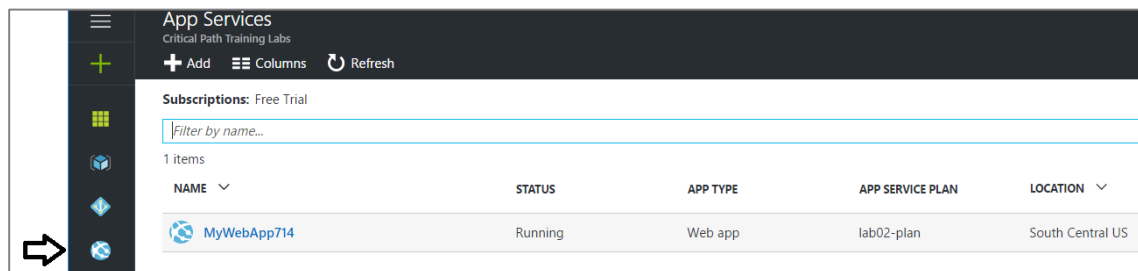 App Services
Critical Path Training Labs
Add Columns Refresh
Subscriptions: Free Trial
Filter by name...
1 items
NAME STATUS APP TYPE APP SERVICE PLAN LOCATION
MyWebApp714 Running Web app lab02-plan South Central US